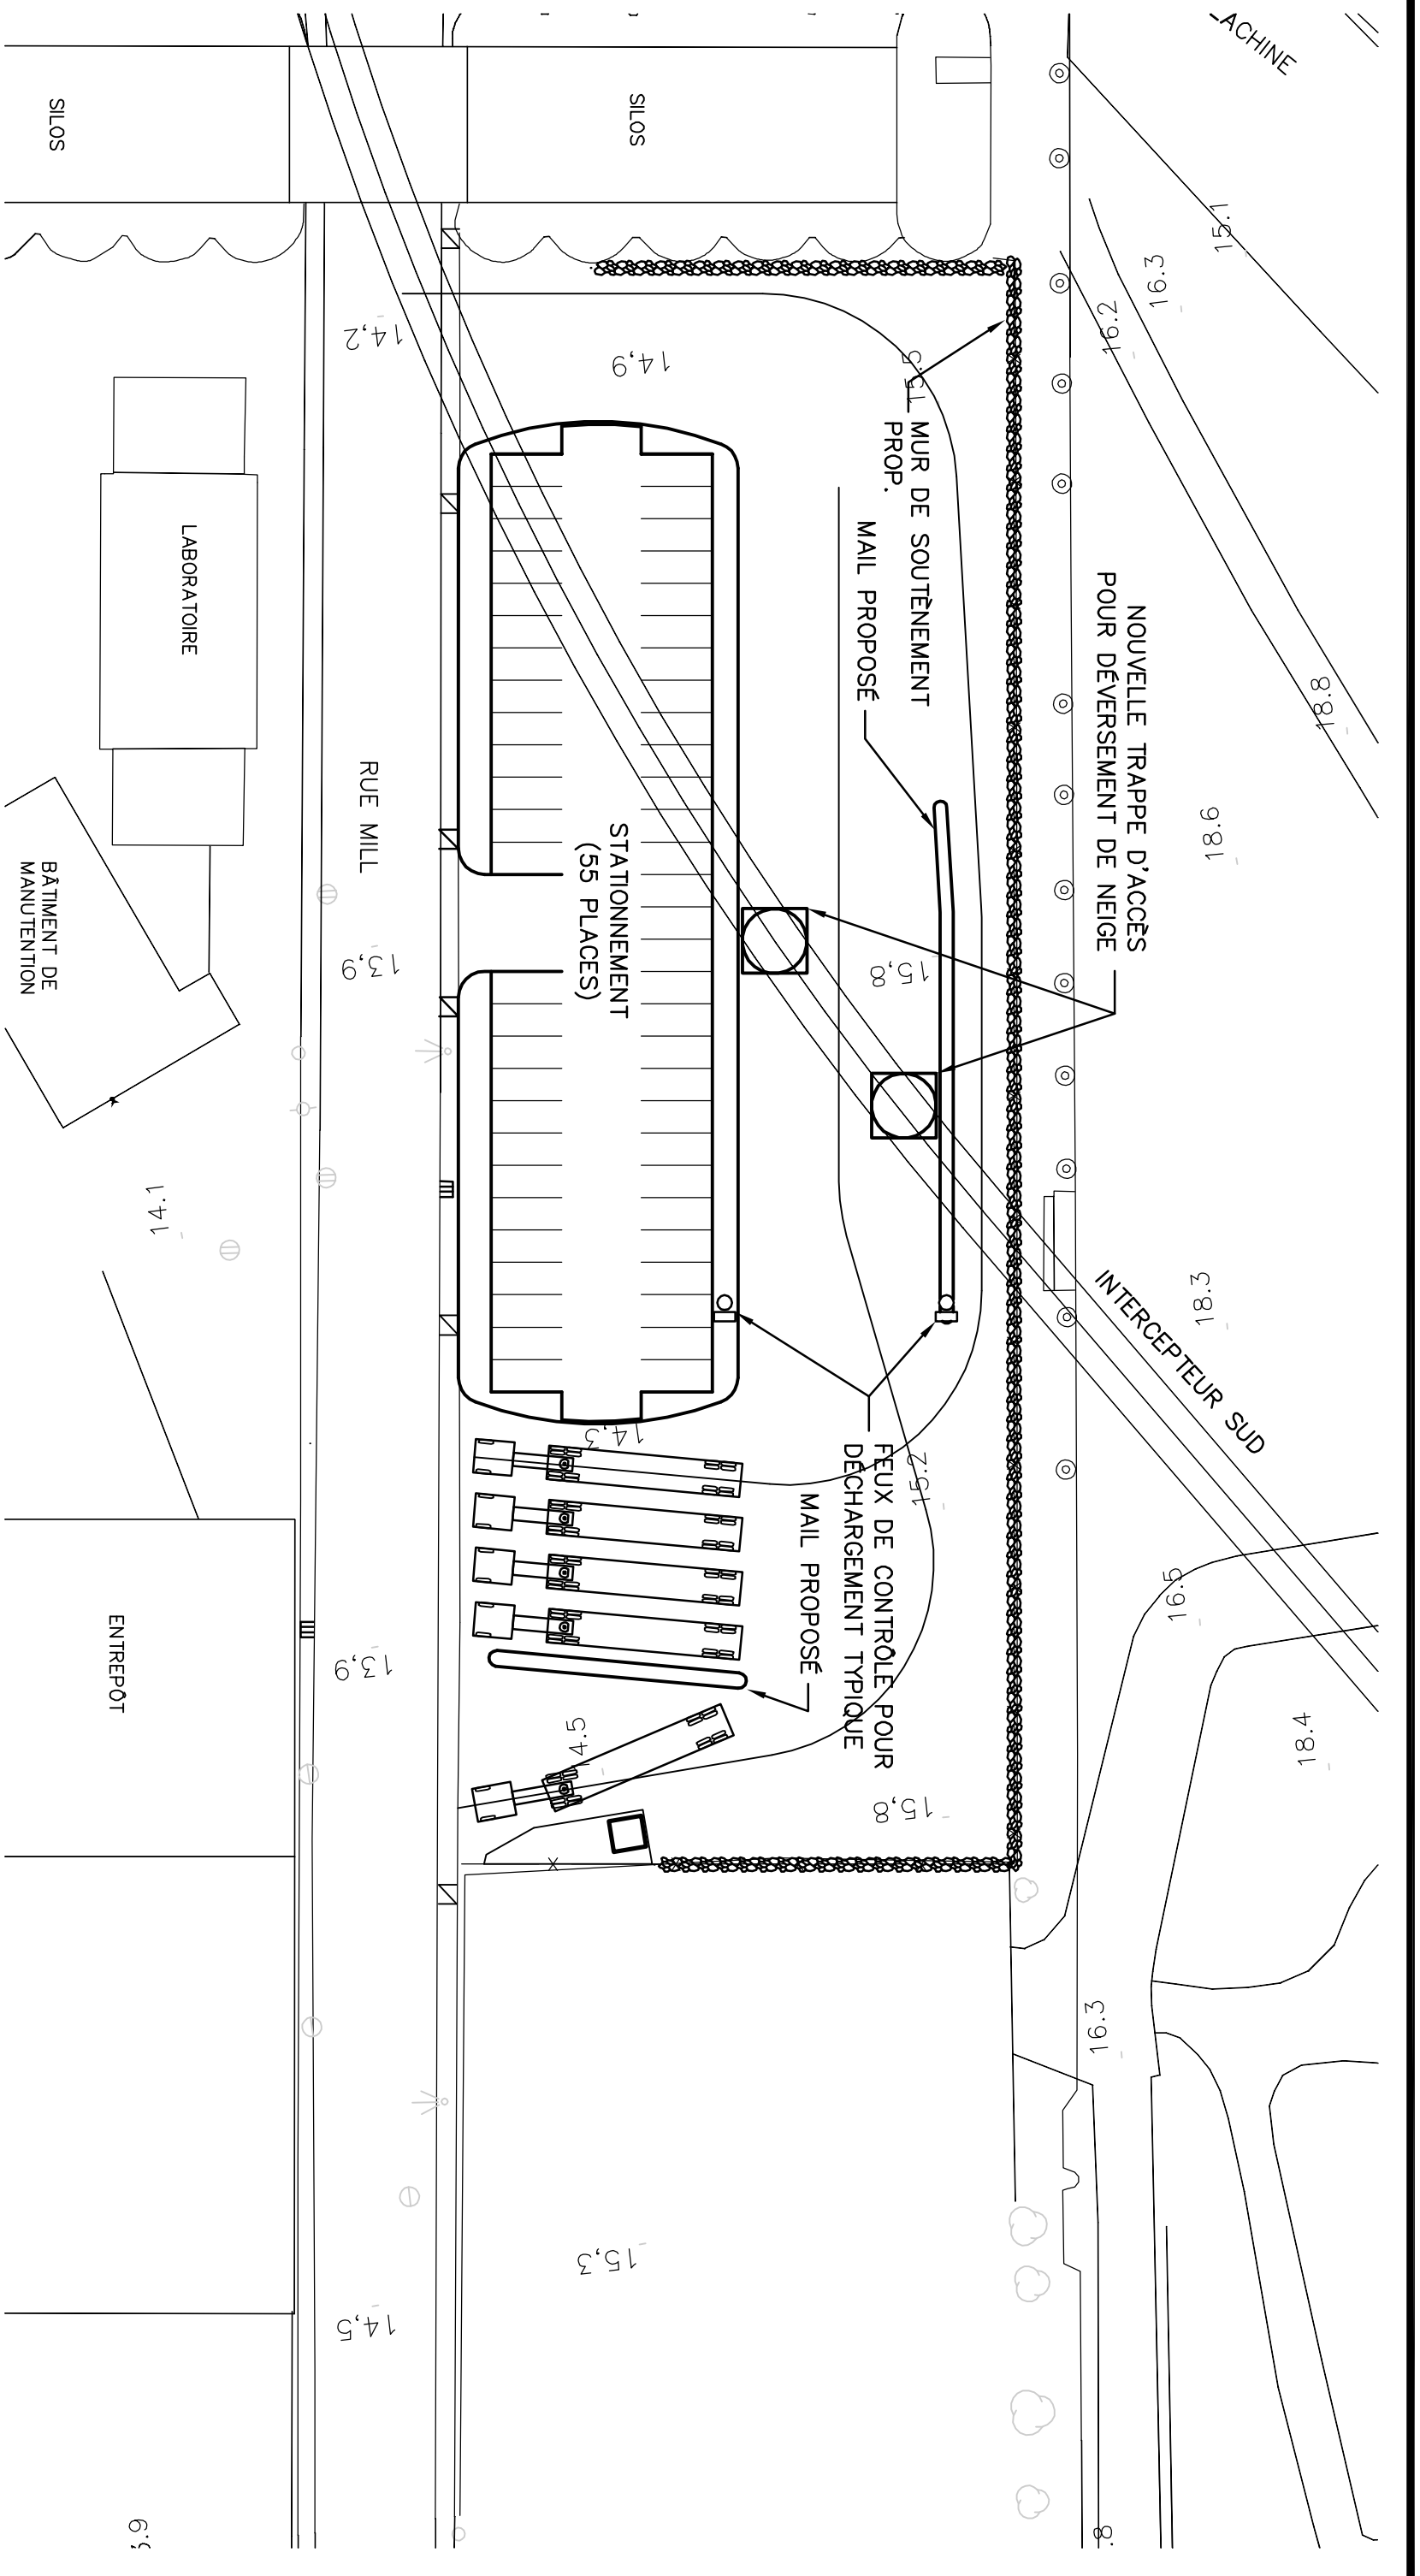 LACHINE
SILOS
SILOS
15.1
16.3
16.2
14,2
14,9
15.5
MUR DE SOUTÈNEMENT
PROP.
MAIL PROPOSÉ
NOUVELLE TRAPPE D'ACCÈS
POUR DÉVERSEMENT DE NEIGE
LABORATOIRE
18.8
18.6
RUE MILL
STATIONNEMENT
(55 PLACES)
BÂTIMENT DE
MANUTENTION
13,9
15,8
14.1
18.3
INTERCEPTEUR SUD
14,3
15.2
FEUX DE CONTRÔLE POUR
DÉCHARGEMENT TYPIQUE
MAIL PROPOSÉ
16.5
ENTREPÔT
13,9
4.5
18.4
15,8
X
16.3
15,3
14,5
.8